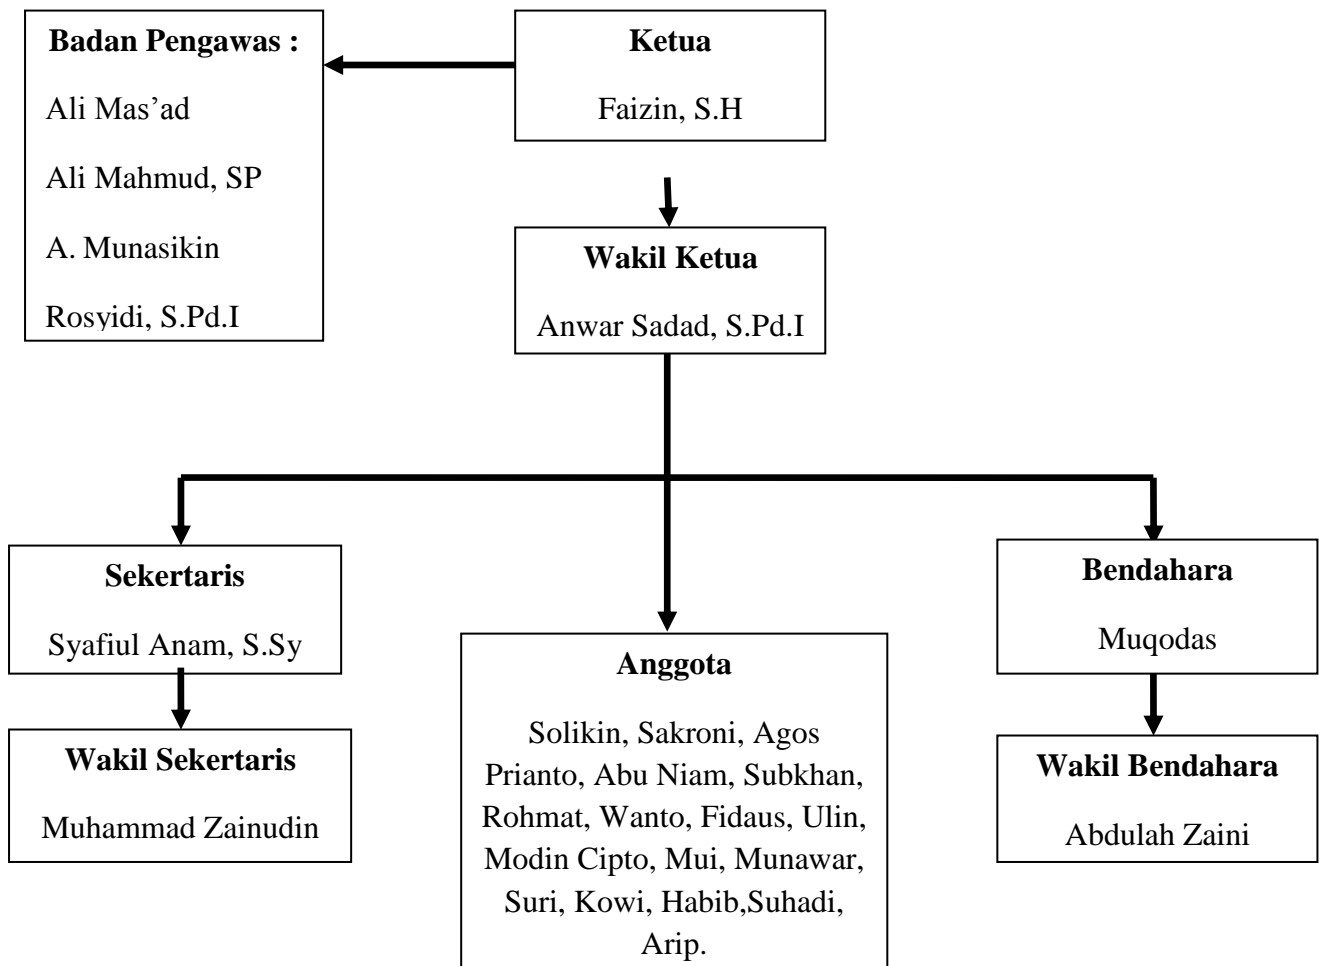 Badan Pengawas :
Ali Mas’ad
Ali Mahmud, SP
A. Munasikin
Rosyidi, S.Pd.I
Ketua
Faizin, S.H
Wakil Ketua
Anwar Sadad, S.Pd.I
Sekertaris
Syafiul Anam, S.Sy
Wakil Sekertaris
Muhammad Zainudin
Anggota
Solikin, Sakroni, Agos
Prianto, Abu Niam, Subkhan,
Rohmat, Wanto, Fidaus, Ulin,
Modin Cipto, Mui, Munawar,
Suri, Kowi, Habib,Suhadi,
Arip.
Bendahara
Muqodas
Wakil Bendahara
Abdulah Zaini